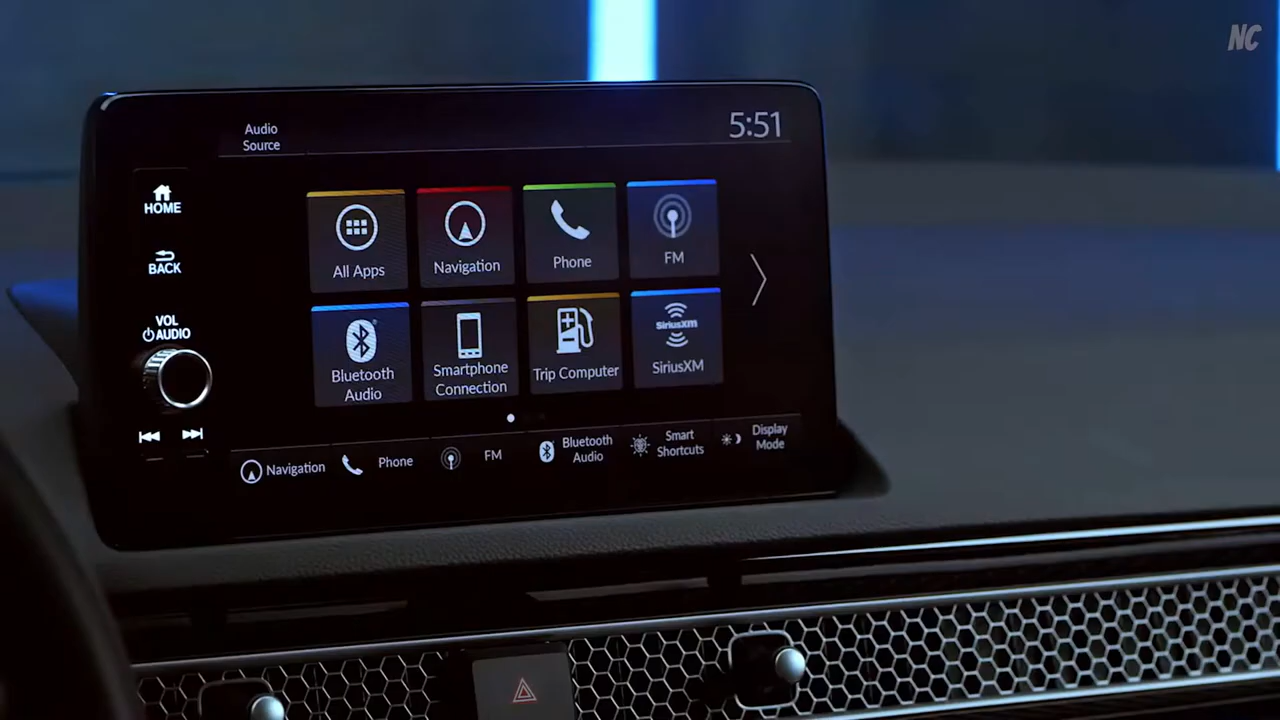 NC
Audio
Source
5:51
HOME
BACK
VOL
AUDIO
All Apps
Navigation
Phone
FM
Bluetooth
Audio
Smartphone
Connection
Trip Computer
SiriusXM
SiriusXM
Navigation
Phone
FM
Bluetooth
Audio
Smart
Shortcuts
Display
Mode